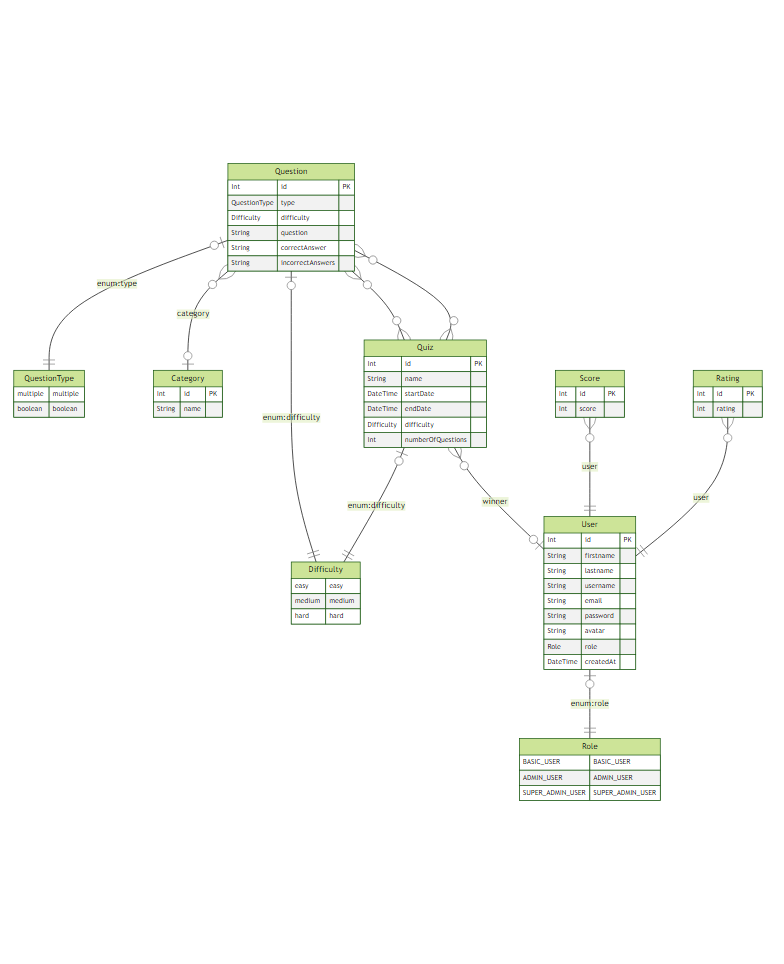 Question
Int id PK
QuestionType type
Difficulty difficulty
String question
String correctAnswer
String incorrectAnswers
enum:type
category
QuestionType
multiple multiple
boolean boolean
Category
Int id PK
String name
enum:difficulty
Quiz
Int id PK
String name
DateTime startDate
DateTime endDate
Difficulty difficulty
Int numberOfQuestions
Score
Int id PK
Int score
Rating
Int id PK
Int rating
user
user
winner
enum:difficulty
User
Int id PK
String firstname
String lastname
String username
String email
String password
String avatar
Role role
DateTime createdAt
Difficulty
easy easy
medium medium
hard hard
enum:role
Role
BASIC_USER BASIC_USER
ADMIN_USER ADMIN_USER
SUPER_ADMIN_USER SUPER_ADMIN_USER